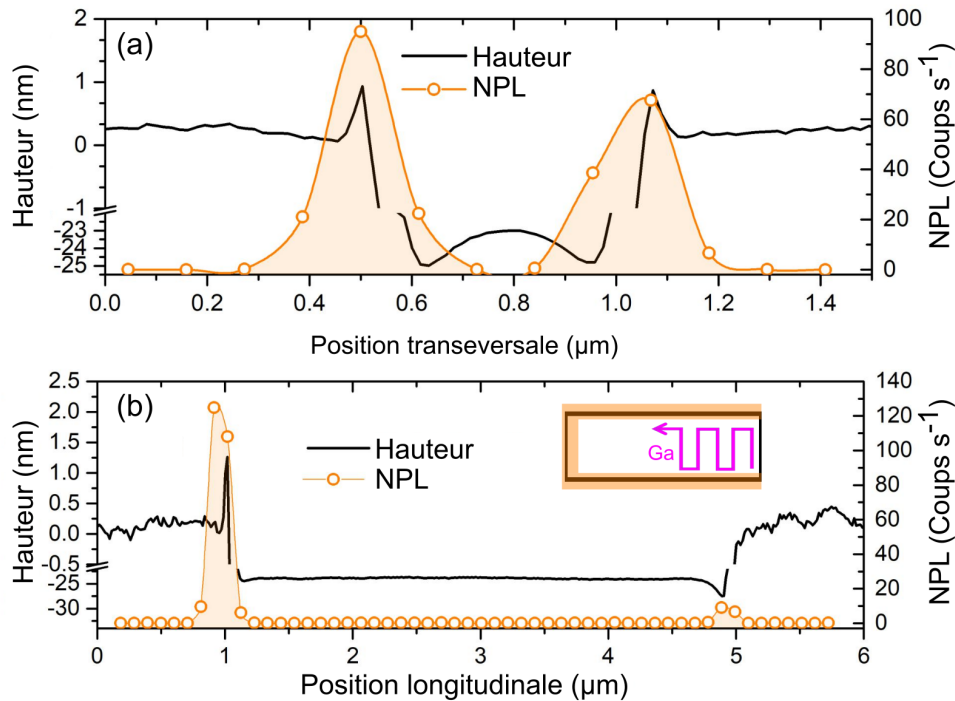 (a)
Hauteur
NPL
Hauteur (nm)
2
1
0
-1
-23
-24
-25
NPL (Coups s⁻¹)
100
80
60
40
20
0
0.0 0.2 0.4 0.6 0.8 1.0 1.2 1.4
Position transeversale (µm)
(b)
Hauteur
NPL
Ga
Hauteur (nm)
2.5
2.0
1.5
1.0
0.5
0.0
-0.5
-25
-30
NPL (Coups s⁻¹)
140
120
100
80
60
40
20
0
0 1 2 3 4 5 6
Position longitudinale (µm)